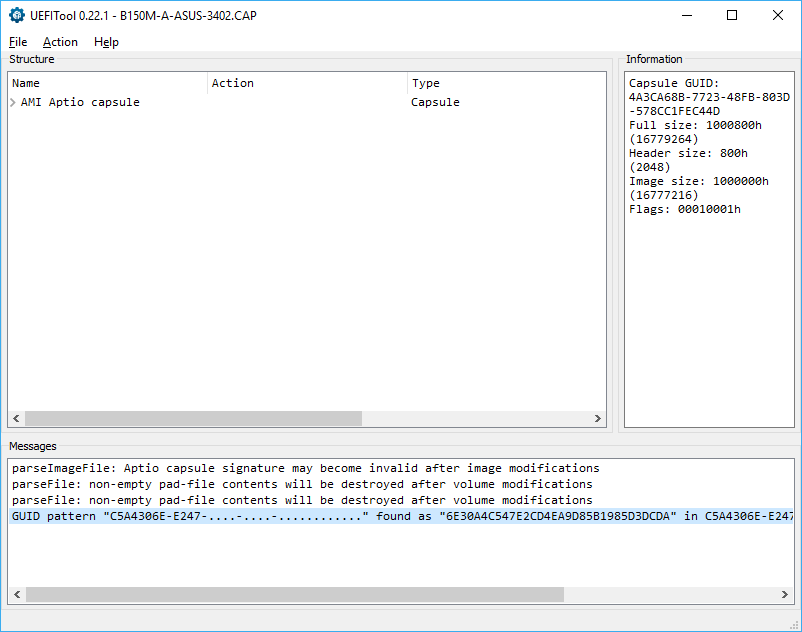 UEFITool 0.22.1 - B150M-A-ASUS-3402.CAP
File Action Help
Structure
Name Action Type
AMI Aptio capsule Capsule
Information
Capsule GUID:
4A3CA68B-7723-48FB-803D
-578CC1FEC44D
Full size: 1000800h
(16779264)
Header size: 800h
(2048)
Image size: 1000000h
(16777216)
Flags: 00010001h
Messages
parseImageFile: Aptio capsule signature may become invalid after image modifications
parseFile: non-empty pad-file contents will be destroyed after volume modifications
parseFile: non-empty pad-file contents will be destroyed after volume modifications
GUID pattern "C5A4306E-E247-....-....-............" found as "6E30A4C547E2CD4EA9D85B1985D3DCDA" in C5A4306E-E247